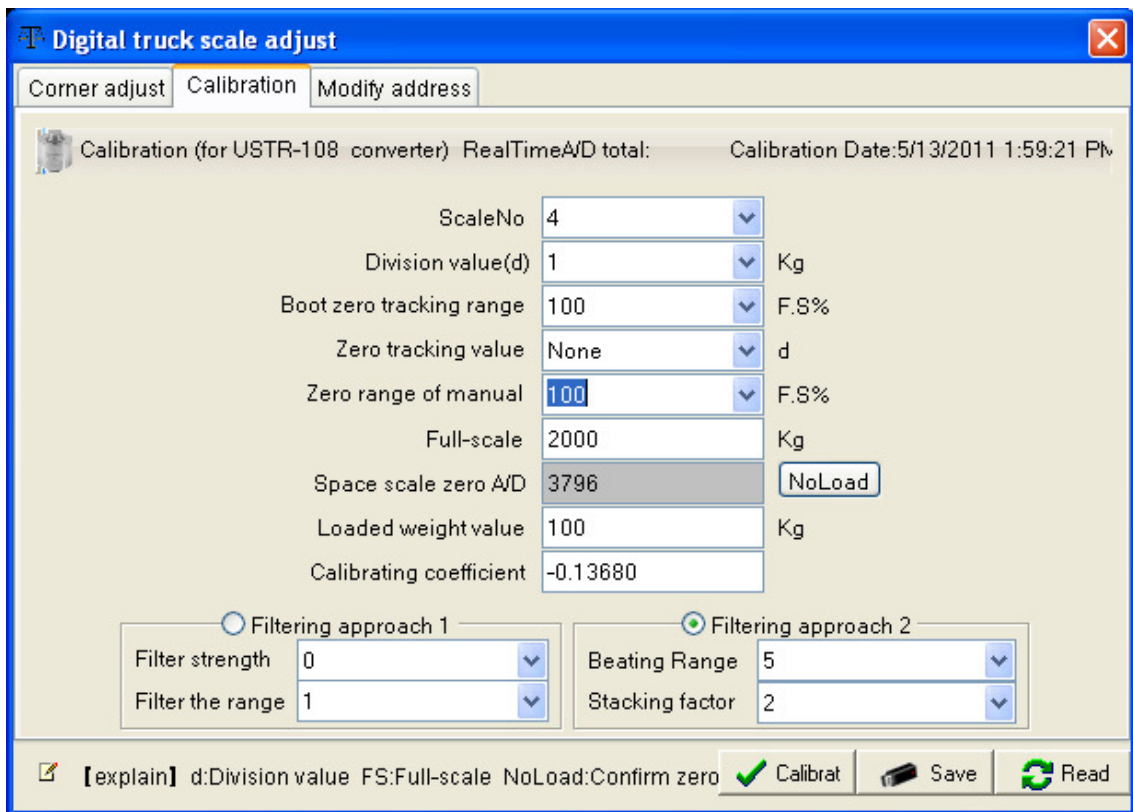 Digital truck scale adjust
Corner adjust Calibration Modify address
Calibration (for USTR-108 converter) RealTimeA/D total: Calibration Date:5/13/2011 1:59:21 PM
ScaleNo 4
Division value(d) 1 Kg
Boot zero tracking range 100 F.S%
Zero tracking value None d
Zero range of manual 100 F.S%
Full-scale 2000 Kg
Space scale zero A/D 3796 NoLoad
Loaded weight value 100 Kg
Calibrating coefficient -0.13680
Filtering approach 1 Filtering approach 2
Filter strength 0 Beating Range 5
Filter the range 1 Stacking factor 2
【explain】 d:Division value FS:Full-scale NoLoad:Confirm zero Calibrat Save Read